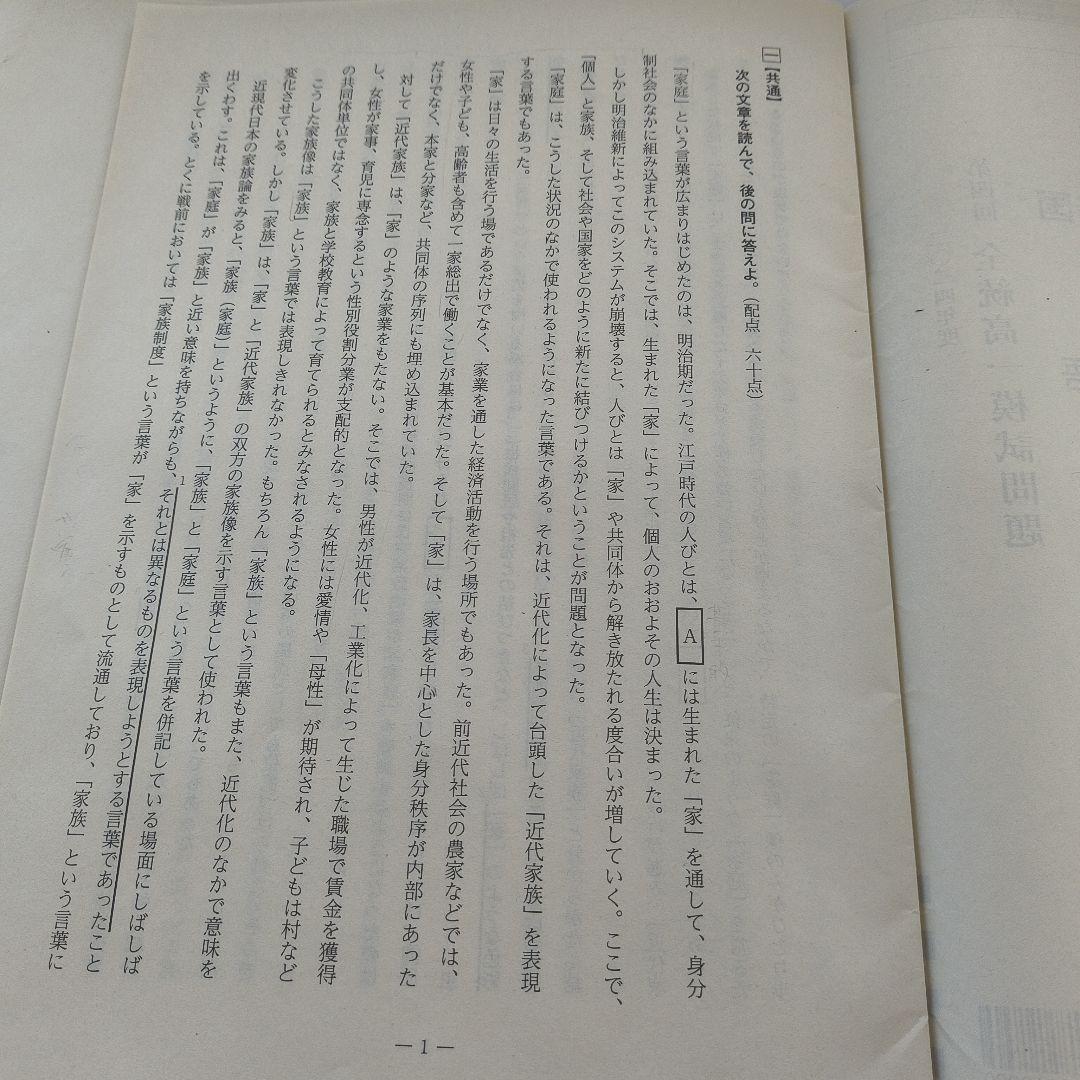 一【共通】
次の文章を読んで、後の問に答えよ。（配点　六十点）
「家庭」という言葉が広まりはじめたのは、明治期だった。江戸時代の人びとは、　A　には生まれた「家」を通して、身分
制社会のなかに組み込まれていた。そこでは、生まれた「家」によって、個人のおおよその人生は決まった。
しかし明治維新によってこのシステムが崩壊すると、人びとは「家」や共同体から解き放たれる度合いが増していく。ここで、
「個人」と家族、そして社会や国家をどのように新たに結びつけるかということが問題となった。
「家庭」は、こうした状況のなかで使われるようになった言葉である。それは、近代化によって台頭した「近代家族」を表現
する言葉でもあった。
「家」は日々の生活を行う場であるだけでなく、家業を通した経済活動を行う場所でもあった。前近代社会の農家などでは、
女性や子ども、高齢者も含めて一家総出で働くことが基本だった。そして「家」は、家長を中心とした身分秩序が内部にあった
だけでなく、本家と分家など、共同体の序列にも埋め込まれていた。
対して「近代家族」は、「家」のような家業をもたない。そこでは、男性が近代化、工業化によって生じた職場で賃金を獲得
し、女性が家事、育児に専念するという性別役割分業が支配的となった。女性には愛情や「母性」が期待され、子どもは村など
の共同体単位ではなく、家族と学校教育によって育てられるとみなされるようになる。
こうした家族像は「家族」という言葉では表現しきれなかった。もちろん「家族」という言葉もまた、近代化のなかで意味を
変化させている。しかし「家族」は、「家」と「近代家族」の双方の家族像を示す言葉として使われた。
近現代日本の家族論をみると、「家族（家庭）」というように、「家族」と「家庭」という言葉を併記している場面にしばしば
出くわす。これは、「家庭」が「家族」と近い意味を持ちながらも、1それとは異なるものを表現しようとする言葉であったこと
を示している。とくに戦前においては「家族制度」という言葉が「家」を示すものとして流通しており、「家族」という言葉に
— 1 —
全統高一模試問題